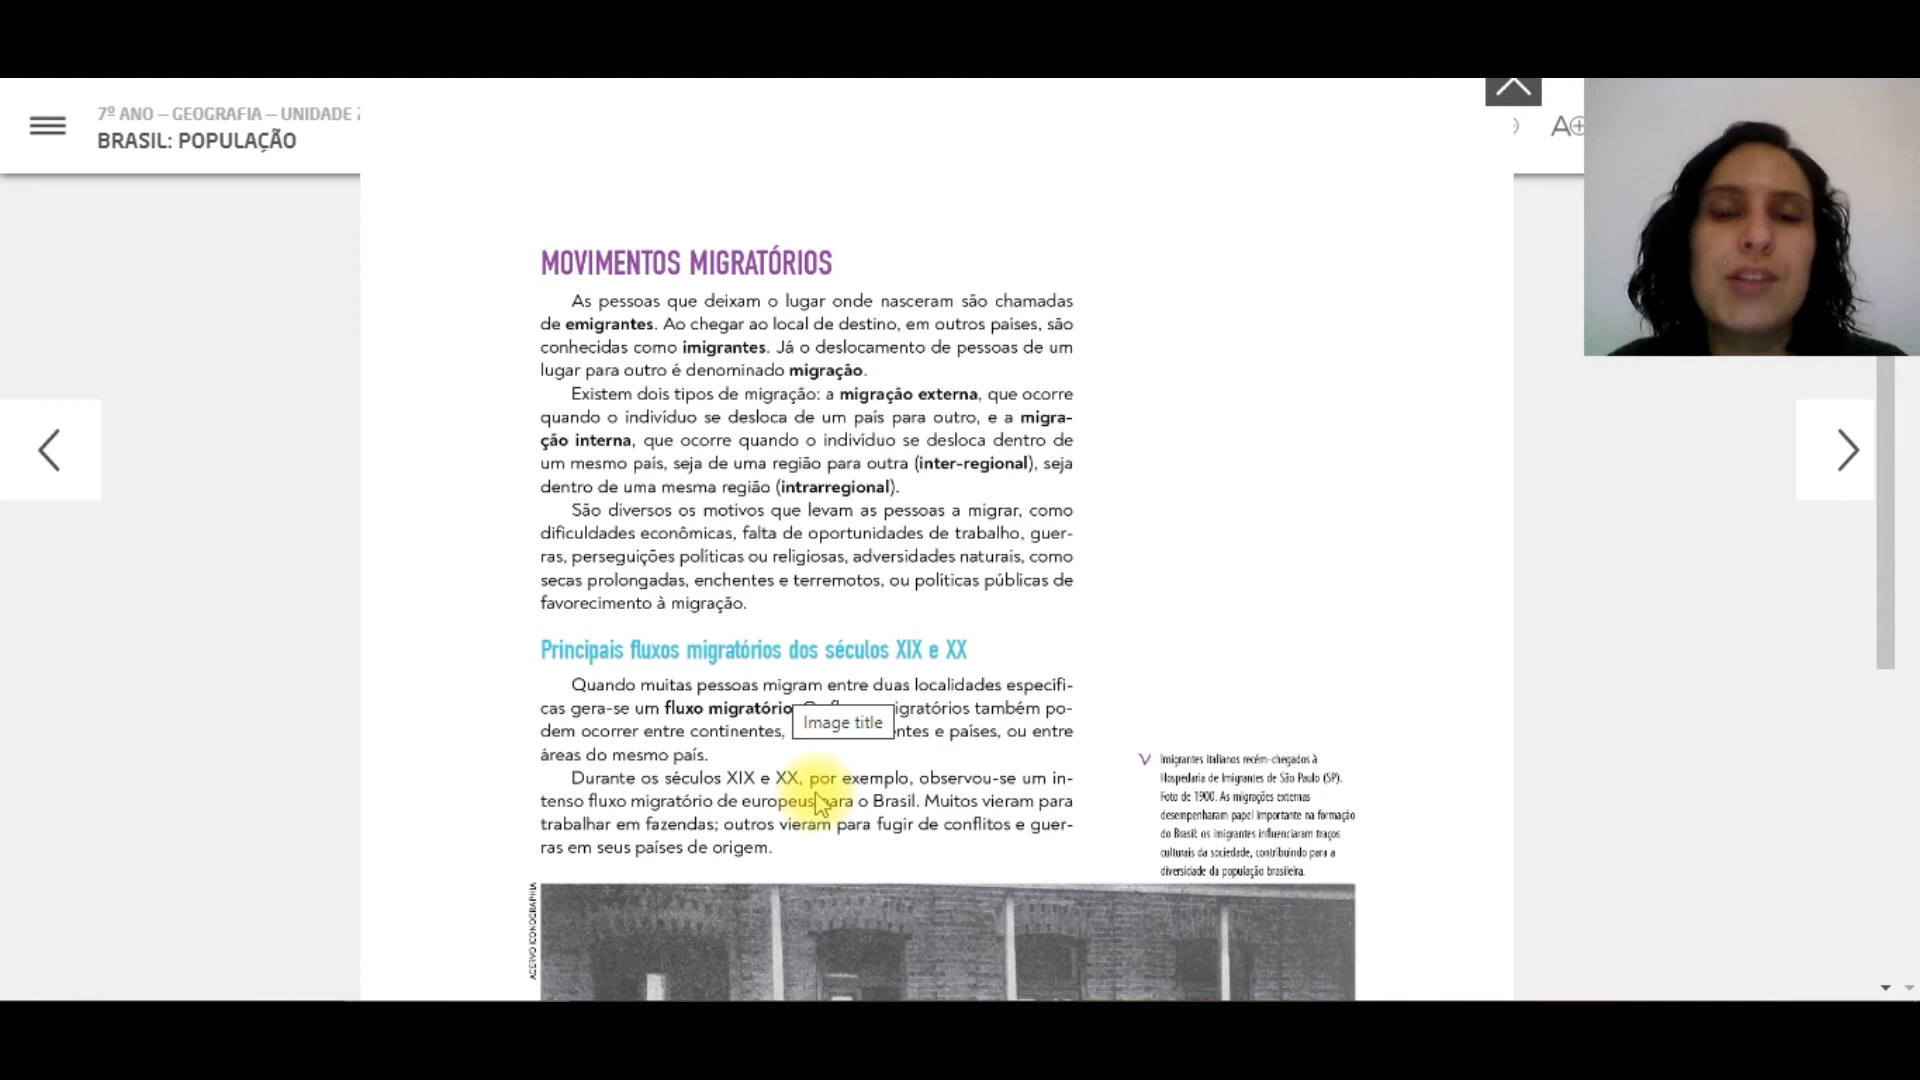 7º ANO – GEOGRAFIA – UNIDADE
BRASIL: POPULAÇÃO
A
MOVIMENTOS MIGRATÓRIOS
As pessoas que deixam o lugar onde nasceram são chamadas
de emigrantes. Ao chegar ao local de destino, em outros países, são
conhecidas como imigrantes. Já o deslocamento de pessoas de um
lugar para outro é denominado migração.
Existem dois tipos de migração: a migração externa, que ocorre
quando o indivíduo se desloca de um país para outro, e a migra-
ção interna, que ocorre quando o indivíduo se desloca dentro de
um mesmo país, seja de uma região para outra (inter-regional), seja
dentro de uma mesma região (intrarregional).
São diversos os motivos que levam as pessoas a migrar, como
dificuldades econômicas, falta de oportunidades de trabalho, guer-
ras, perseguições políticas ou religiosas, adversidades naturais, como
secas prolongadas, enchentes e terremotos, ou políticas públicas de
favorecimento à migração.
Principais fluxos migratórios dos séculos XIX e XX
Quando muitas pessoas migram entre duas localidades específi-
cas gera-se um fluxo migratório igratórios também po-
Image title
dem ocorrer entre continentes, ntes e países, ou entre
áreas do mesmo país.
Durante os séculos XIX e XX, por exemplo, observou-se um in-
tenso fluxo migratório de europeus para o Brasil. Muitos vieram para
trabalhar em fazendas; outros vieram para fugir de conflitos e guer-
ras em seus países de origem.
Imigrantes italianos recém-chegados à
Hospedaria de Imigrantes de São Paulo (SP).
Foto de 1900. As migrações externas
desempenharam papel importante na formação
do Brasil: os imigrantes influenciaram traços
culturais da sociedade, contribuindo para a
diversidade da população brasileira.
ACERVO ICONOGRAPHIA